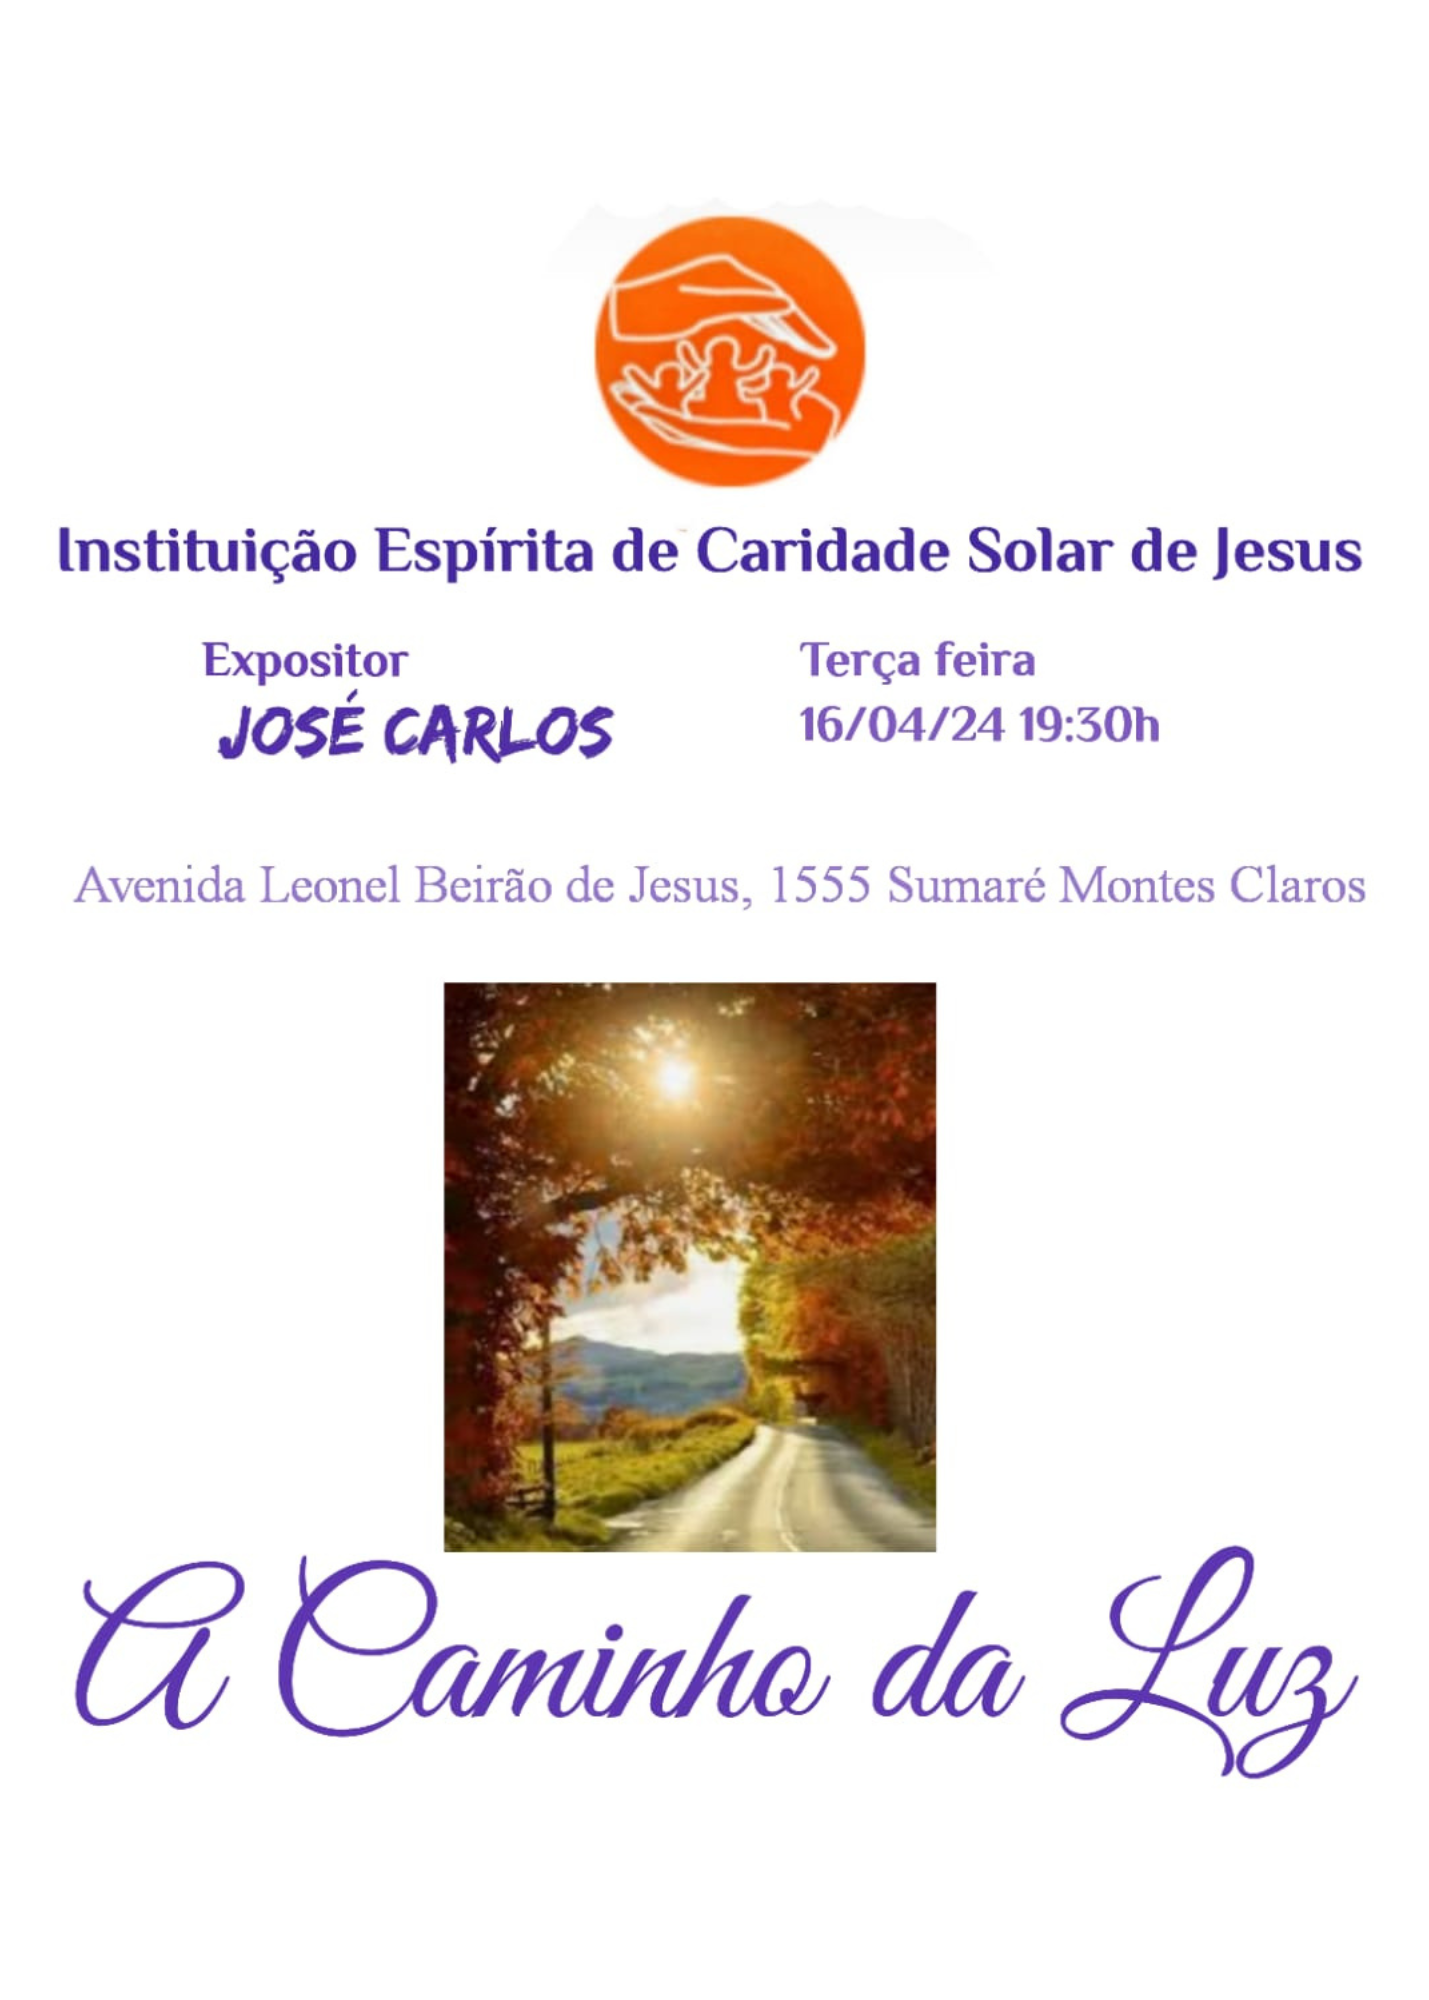 Instituição Espírita de Caridade Solar de Jesus
Expositor
JOSÉ CARLOS
Terça feira
16/04/24 19:30h
Avenida Leonel Beirão de Jesus, 1555 Sumaré Montes Claros
A Caminho da Luz